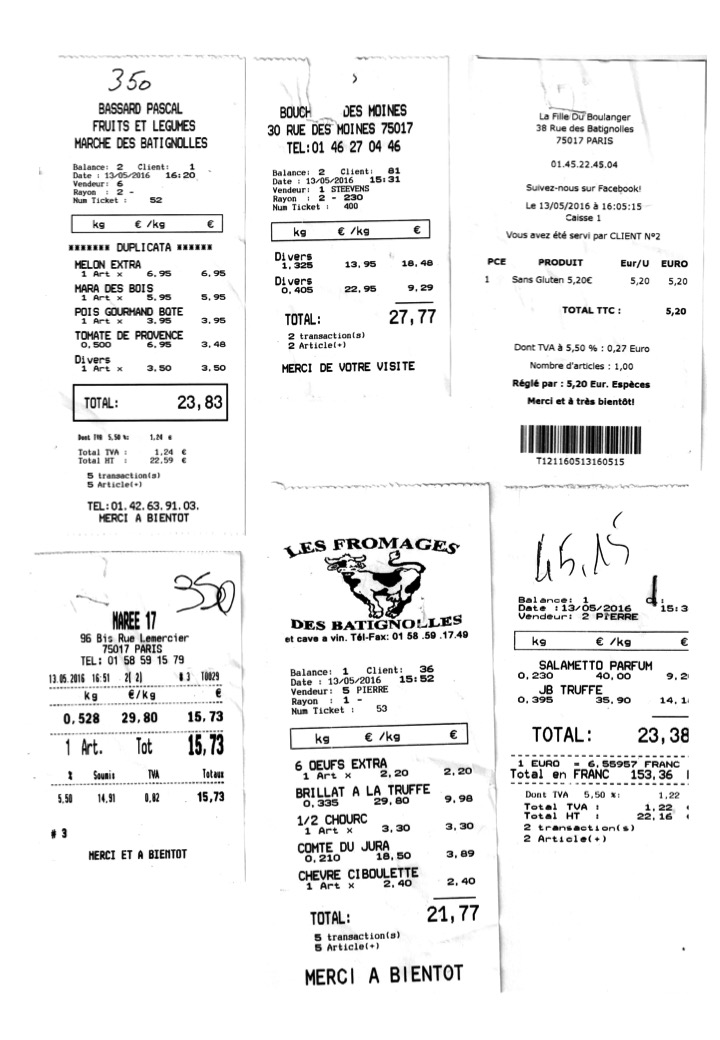 350
BASSARD PASCAL
FRUITS ET LEGUMES
MARCHE DES BATIGNOLLES
Balance: 2 Client: 1
Date : 13/05/2016 16:20
Vendeur: 6
Rayon : 2 -
Num Ticket : 52
kg € /kg €
******* DUPLICATA ******
MELON EXTRA
1 Art x 6,95 6,95
MARA DES BOIS
1 Art x 5,95 5,95
POIS GOURMAND BOTE
1 Art x 3,95 3,95
TOMATE DE PROVENCE
0,500 6,95 3,48
Divers
1 Art x 3,50 3,50
TOTAL: 23,83
Dont TVA 5,50 %: 1,24 €
Total TVA : 1,24 €
Total HT : 22,59 €
5 transaction(s)
5 Article(+)
TEL:01.42.63.91.03.
MERCI A BIENTOT
BOUCH DES MOINES
30 RUE DES MOINES 75017
TEL:01 46 27 04 46
Balance: 2 Client: 81
Date : 13/05/2016 15:31
Vendeur: 1 STEEVENS
Rayon : 2 - 230
Num Ticket : 400
kg € /kg €
Divers
1,325 13,95 18,48
Divers
0,405 22,95 9,29
TOTAL: 27,77
2 transaction(s)
2 Article(+)
MERCI DE VOTRE VISITE
La Fille Du Boulanger
38 Rue des Batignolles
75017 PARIS
01.45.22.45.04
Suivez-nous sur Facebook!
Le 13/05/2016 à 16:05:15
Caisse 1
Vous avez été servi par CLIENT N°2
PCE PRODUIT Eur/U EURO
1 Sans Gluten 5,20€ 5,20 5,20
TOTAL TTC : 5,20
Dont TVA à 5,50 % : 0,27 Euro
Nombre d'articles : 1,00
Réglé par : 5,20 Eur. Espèces
Merci et à très bientôt!
T121160513160515
350
MAREE 17
96 Bis Rue Lemercier
75017 PARIS
TEL: 01 58 59 15 79
13.05.2016 16:51 2[ 2] # 3 T0029
kg €/kg €
0,528 29,80 15,73
1 Art. Tot 15,73
% Soumis TVA Totaux
5,50 14,91 0,82 15,73
# 3
MERCI ET A BIENTOT
LES FROMAGES
DES BATIGNOLLES
et cave a vin. Tél-Fax: 01 58 .59 .17.49
Balance: 1 Client: 36
Date : 13/05/2016 15:52
Vendeur: 5 PIERRE
Rayon : 1 -
Num Ticket : 53
kg € /kg €
6 OEUFS EXTRA
1 Art x 2,20 2,20
BRILLAT A LA TRUFFE
0,335 29,80 9,98
1/2 CHOURC
1 Art x 3,30 3,30
COMTE DU JURA
0,210 18,50 3,89
CHEVRE CIBOULETTE
1 Art x 2,40 2,40
TOTAL: 21,77
5 transaction(s)
5 Article(+)
MERCI A BIENTOT
45,15
Balance: 1
Date :13/05/2016 15:3
Vendeur: 2 PIERRE
kg € /kg €
SALAMETTO PARFUM
0,230 40,00 9,2
JB TRUFFE
0,395 35,90 14,1
TOTAL: 23,38
1 EURO = 6,55957 FRANC
Total en FRANC 153,36
Dont TVA 5,50 %: 1,22
Total TVA : 1,22
Total HT : 22,16
2 transaction(s)
2 Article(+)